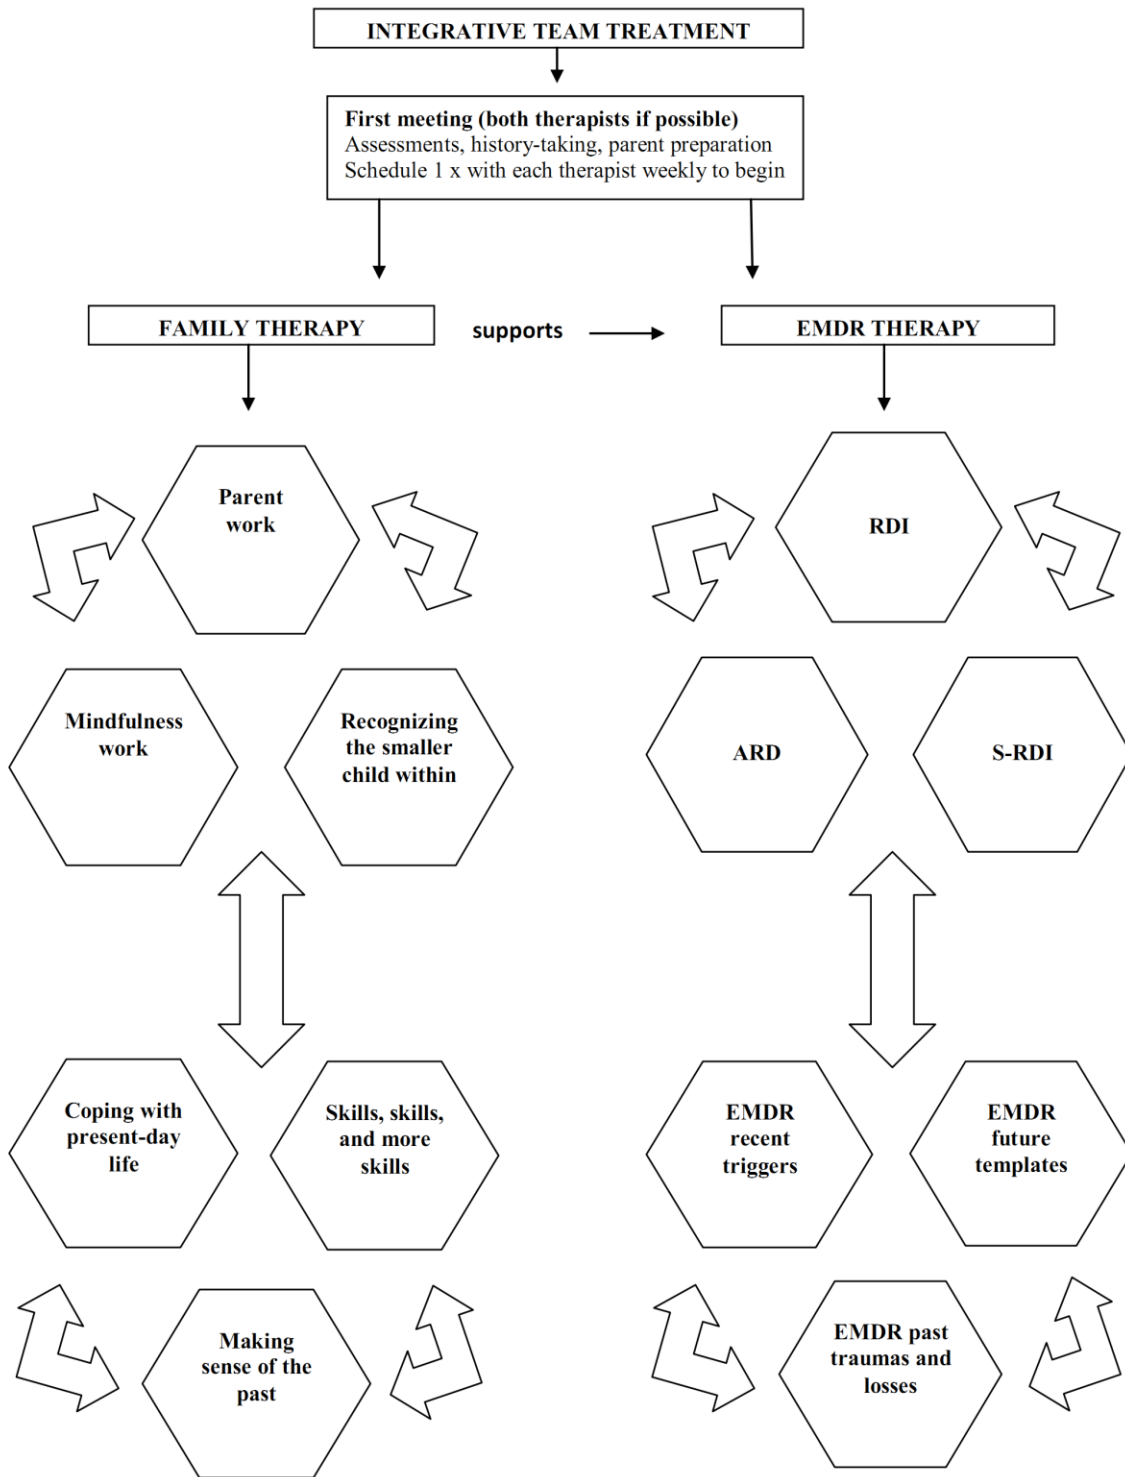 INTEGRATIVE TEAM TREATMENT
First meeting (both therapists if possible)
Assessments, history-taking, parent preparation
Schedule 1 x with each therapist weekly to begin
FAMILY THERAPY
supports
EMDR THERAPY
Parent
work
RDI
Mindfulness
work
Recognizing
the smaller
child within
ARD
S-RDI
Coping with
present-day
life
Skills, skills,
and more
skills
EMDR
recent
triggers
EMDR
future
templates
Making
sense of the
past
EMDR past
traumas and
losses